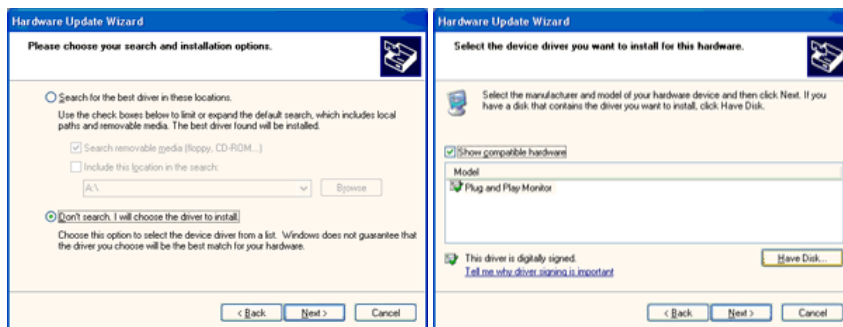 Hardware Update Wizard
Please choose your search and installation options.
Search for the best driver in these locations.
Use the check boxes below to limit or expand the default search, which includes local
paths and removable media. The best driver found will be installed.
Search removable media (floppy, CD-ROM...)
Include this location in the search:
A:\
Browse
Don't search. I will choose the driver to install.
Choose this option to select the device driver from a list. Windows does not guarantee that
the driver you choose will be the best match for your hardware.
< Back
Next >
Cancel
Hardware Update Wizard
Select the device driver you want to install for this hardware.
Select the manufacturer and model of your hardware device and then click Next. If you
have a disk that contains the driver you want to install, click Have Disk.
Show compatible hardware
Model
Plug and Play Monitor
This driver is digitally signed.
Tell me why driver signing is important
Have Disk...
< Back
Next >
Cancel